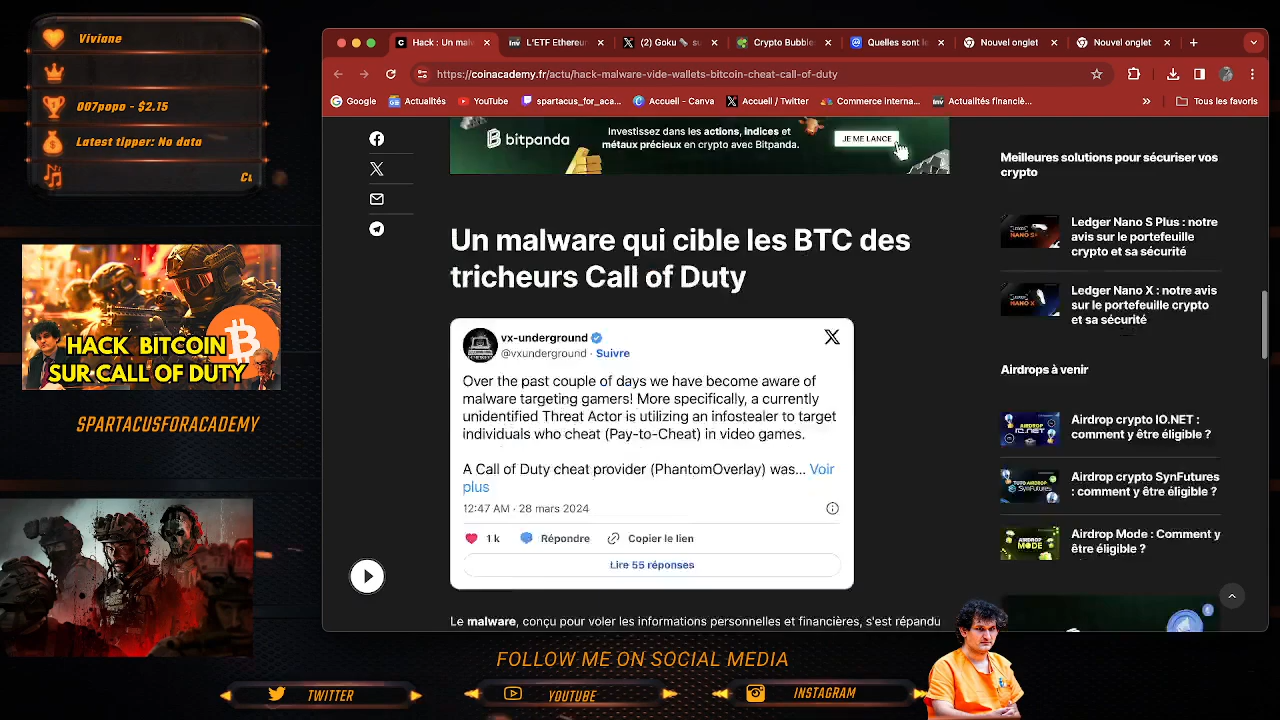 Viviane
007popo - $2.15
Latest tipper: No data
HACK BITCOIN
SUR CALL OF DUTY
SPARTACUSFORACADEMY
Hack : Un mal
L'ETF Ethereur
(2) Goku
Crypto Bubble
Quelles sont le
Nouvel onglet
Nouvel onglet
https://coinacademy.fr/actu/hack-malware-vide-wallets-bitcoin-cheat-call-of-duty
Google
Actualités
YouTube
spartacus_for_aca...
Accueil - Canva
Accueil / Twitter
Commerce Interna...
Actualités financiè...
Tous les favoris
bitpanda
Investissez dans les actions, indices et
métaux précieux en crypto avec Bitpanda.
JE ME LANCE
Un malware qui cible les BTC des
tricheurs Call of Duty
vx-underground
@vxunderground · Suivre
Over the past couple of days we have become aware of
malware targeting gamers! More specifically, a currently
unidentified Threat Actor is utilizing an infostealer to target
individuals who cheat (Pay-to-Cheat) in video games.
A Call of Duty cheat provider (PhantomOverlay) was... Voir
plus
12:47 AM · 28 mars 2024
1 k
Répondre
Copier le lien
Lire 55 réponses
Le malware, conçu pour voler les informations personnelles et financières, s'est répandu
Meilleures solutions pour sécuriser vos
crypto
Ledger Nano S Plus : notre
avis sur le portefeuille
crypto et sa sécurité
Ledger Nano X : notre avis
sur le portefeuille crypto
et sa sécurité
Airdrops à venir
Airdrop crypto IO.NET :
comment y être éligible ?
Airdrop crypto SynFutures
: comment y être éligible ?
Airdrop Mode : Comment y
être éligible ?
FOLLOW ME ON SOCIAL MEDIA
TWITTER
YOUTUBE
INSTAGRAM